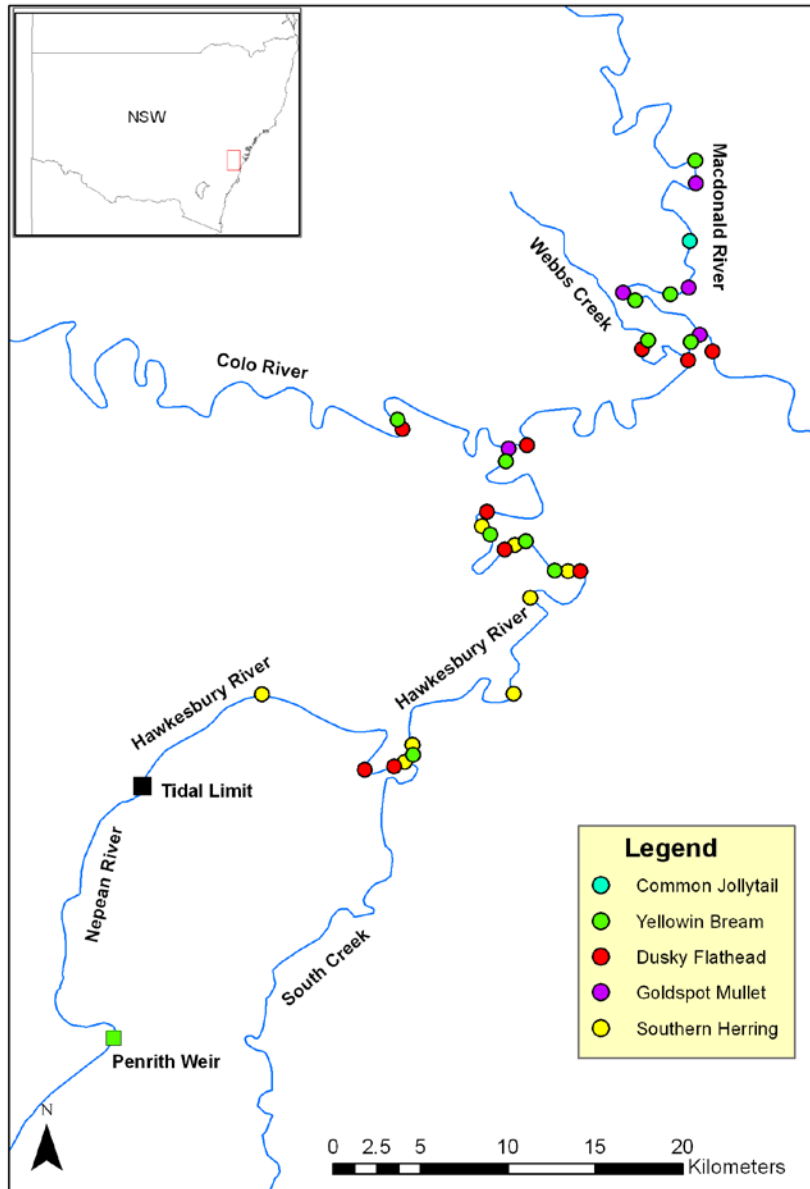 NSW
Macdonald River
Webbs Creek
Colo River
Hawkesbury River
Hawkesbury River
Tidal Limit
Nepean River
South Creek
Penrith Weir
Legend
Common Jollytail
Yellowin Bream
Dusky Flathead
Goldspot Mullet
Southern Herring
N
0 2.5 5 10 15 20
Kilometers